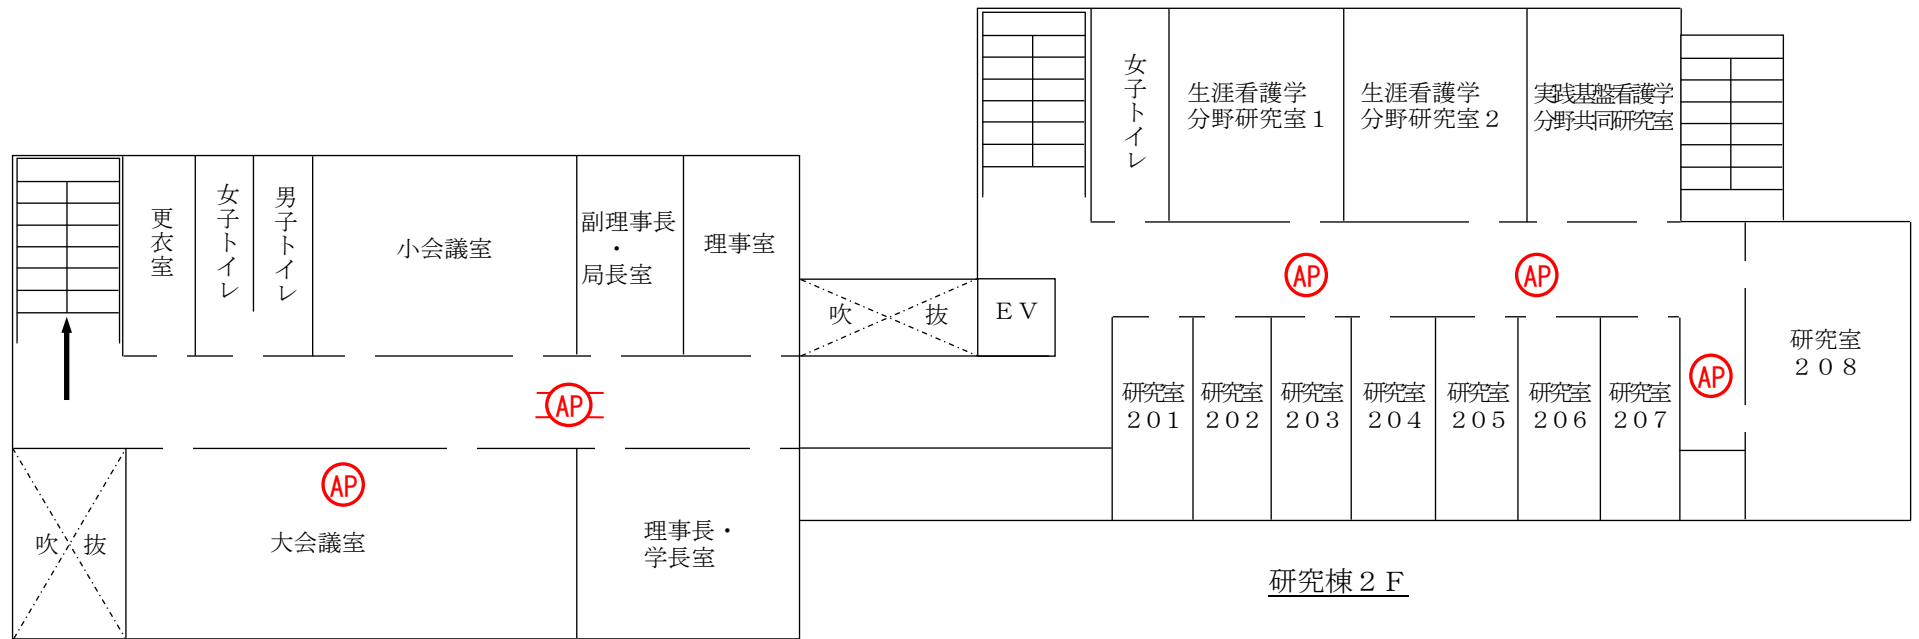 更衣室
女子トイレ
男子トイレ
小会議室
副理事長
・
局長室
理事室
吹 抜
EV
女子トイレ
生涯看護学
分野研究室1
生涯看護学
分野研究室2
実践基盤看護学
分野共同研究室
AP
AP
AP
AP
AP
研究室
201
研究室
202
研究室
203
研究室
204
研究室
205
研究室
206
研究室
207
研究室
208
吹 抜
大会議室
理事長・
学長室
研究棟2F